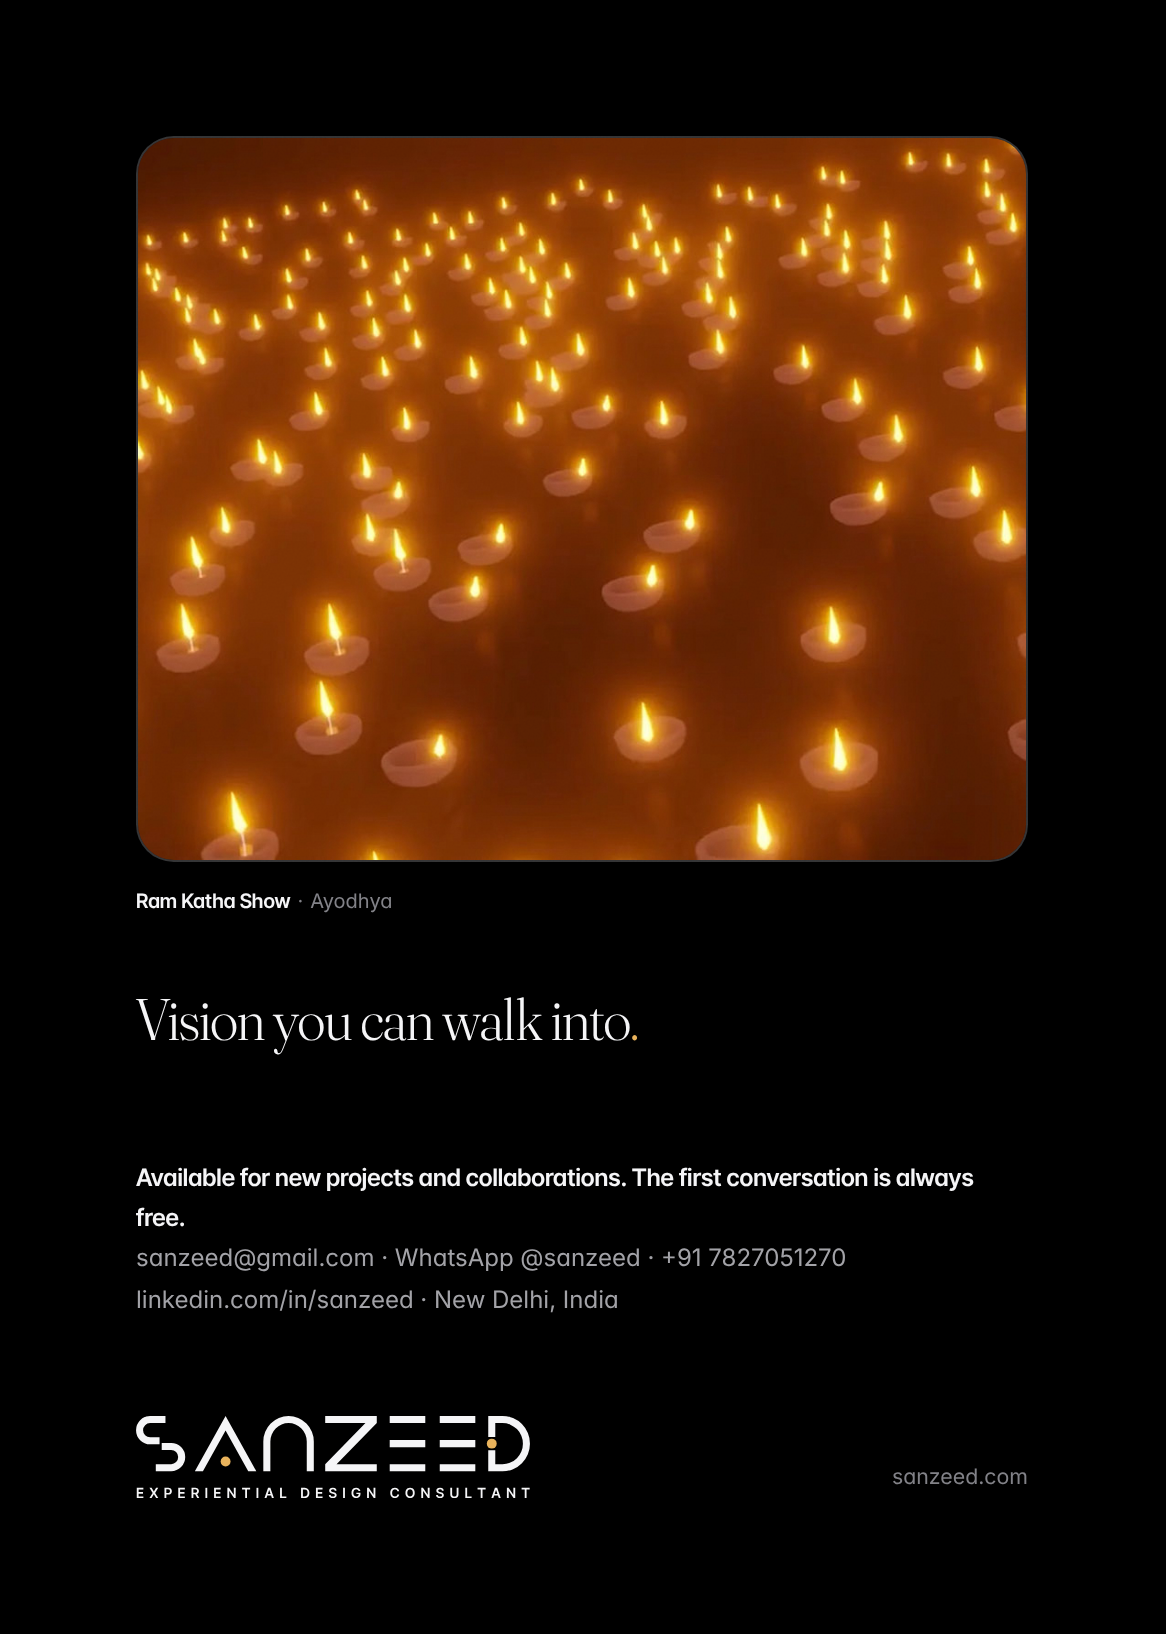 Ram Katha Show · Ayodhya
Vision you can walk into.
Available for new projects and collaborations. The first conversation is always
free.
sanzeed@gmail.com · WhatsApp @sanzeed · +91 7827051270
linkedin.com/in/sanzeed · New Delhi, India
SANZEED
EXPERIENTIAL DESIGN CONSULTANT
sanzeed.com